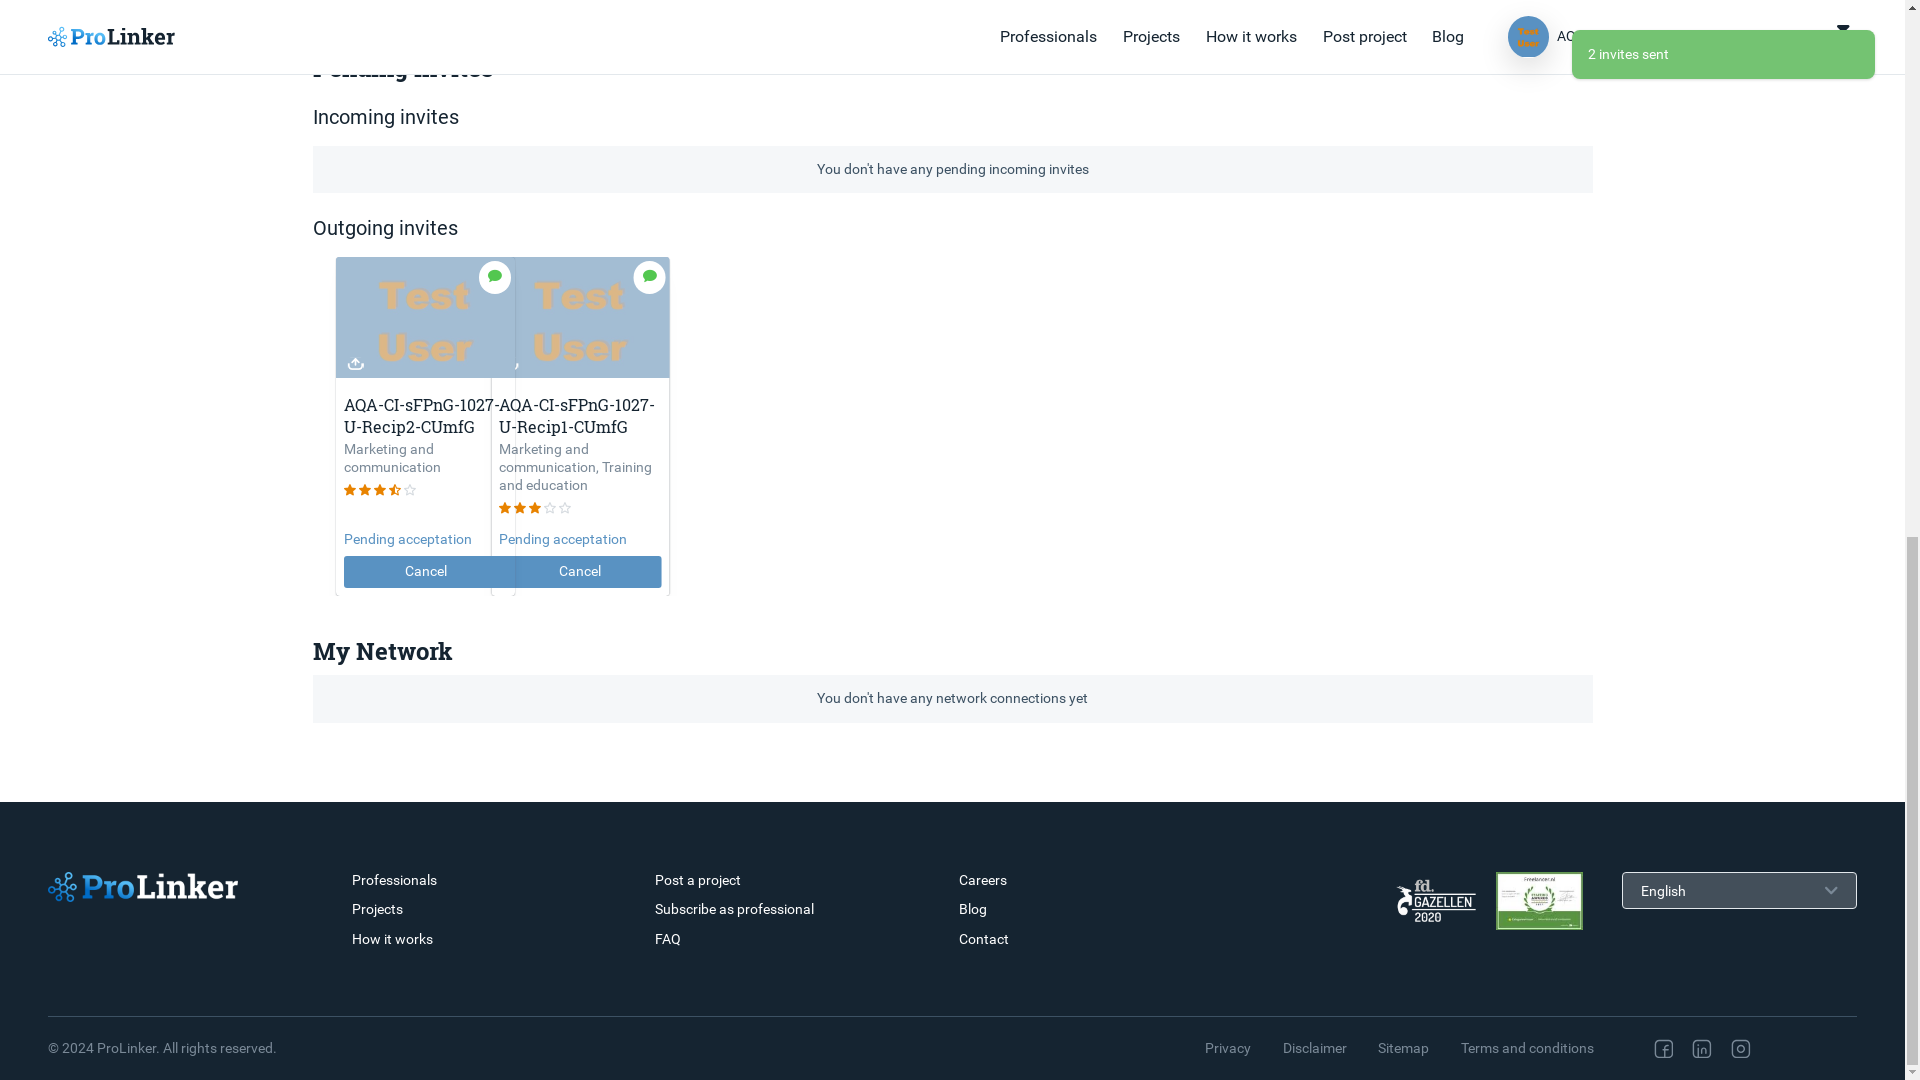 ProLinker
Professionals
Projects
How it works
Post project
Blog
Test
User
2 invites sent
Pending invites
Incoming invites
You don't have any pending incoming invites
Outgoing invites
Test
User
AQA-CI-sFPnG-1027-
U-Recip2-CUmfG
Marketing and
communication
Pending acceptation
Cancel
Test
User
AQA-CI-sFPnG-1027-
U-Recip1-CUmfG
Marketing and
communication, Training
and education
Pending acceptation
Cancel
My Network
You don't have any network connections yet
ProLinker
Professionals
Projects
How it works
Post a project
Subscribe as professional
FAQ
Careers
Blog
Contact
fd.
GAZELLEN
2020
Freelancer.nl
English
© 2024 ProLinker. All rights reserved.
Privacy
Disclaimer
Sitemap
Terms and conditions